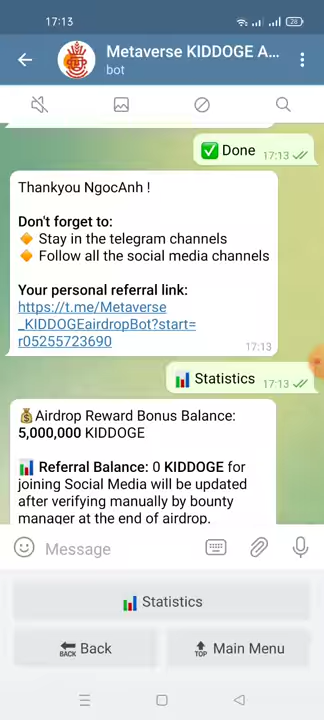 17:13
28
Metaverse KIDDOGE A...
bot
✅ Done 17:13
Thankyou NgocAnh !
Don't forget to:
🔸 Stay in the telegram channels
🔸 Follow all the social media channels
Your personal referral link:
https://t.me/Metaverse
_KIDDOGEairdropBot?start=
r05255723690
17:13
📊 Statistics 17:13
💰Airdrop Reward Bonus Balance:
5,000,000 KIDDOGE
📊 Referral Balance: 0 KIDDOGE for
joining Social Media will be updated
after verifying manually by bounty
manager at the end of airdrop.
Message
📊 Statistics
🔙 Back
🔝 Main Menu